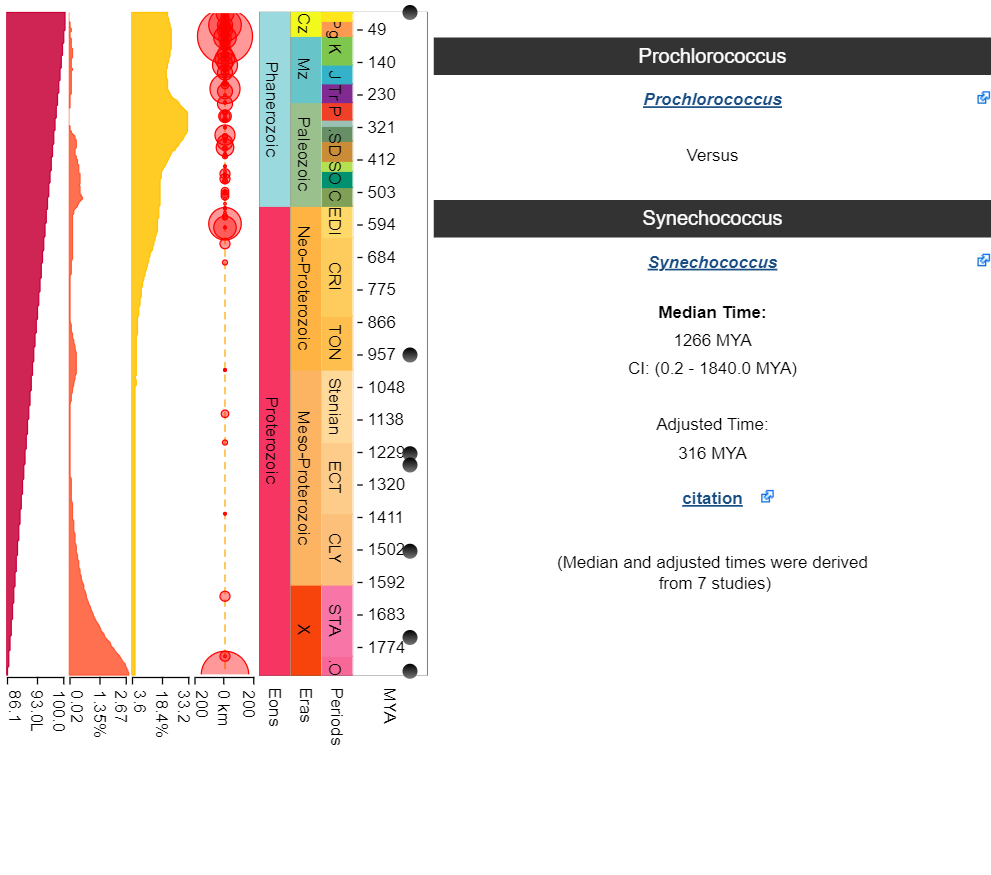 Cz
Pg
K
Mz
J
Tr
P
Phanerozoic
Paleozoic
.
S
D
S
O
C
EDI
Neo-Proterozoic
CRI
TON
Stenian
Proterozoic
Meso-Proterozoic
ECT
CLY
STA
X
.O
- 49
- 140
- 230
- 321
- 412
- 503
- 594
- 684
- 775
- 866
- 957
- 1048
- 1138
- 1229
- 1320
- 1411
- 1502
- 1592
- 1683
- 1774
86.1
93.0L
100.0
0.02
1.35%
2.67
3.6
18.4%
33.2
200
0 km
200
Eons
Eras
Periods
MYA
Prochlorococcus
Prochlorococcus
Versus
Synechococcus
Synechococcus
Median Time:
1266 MYA
CI: (0.2 - 1840.0 MYA)
Adjusted Time:
316 MYA
citation
(Median and adjusted times were derived
from 7 studies)